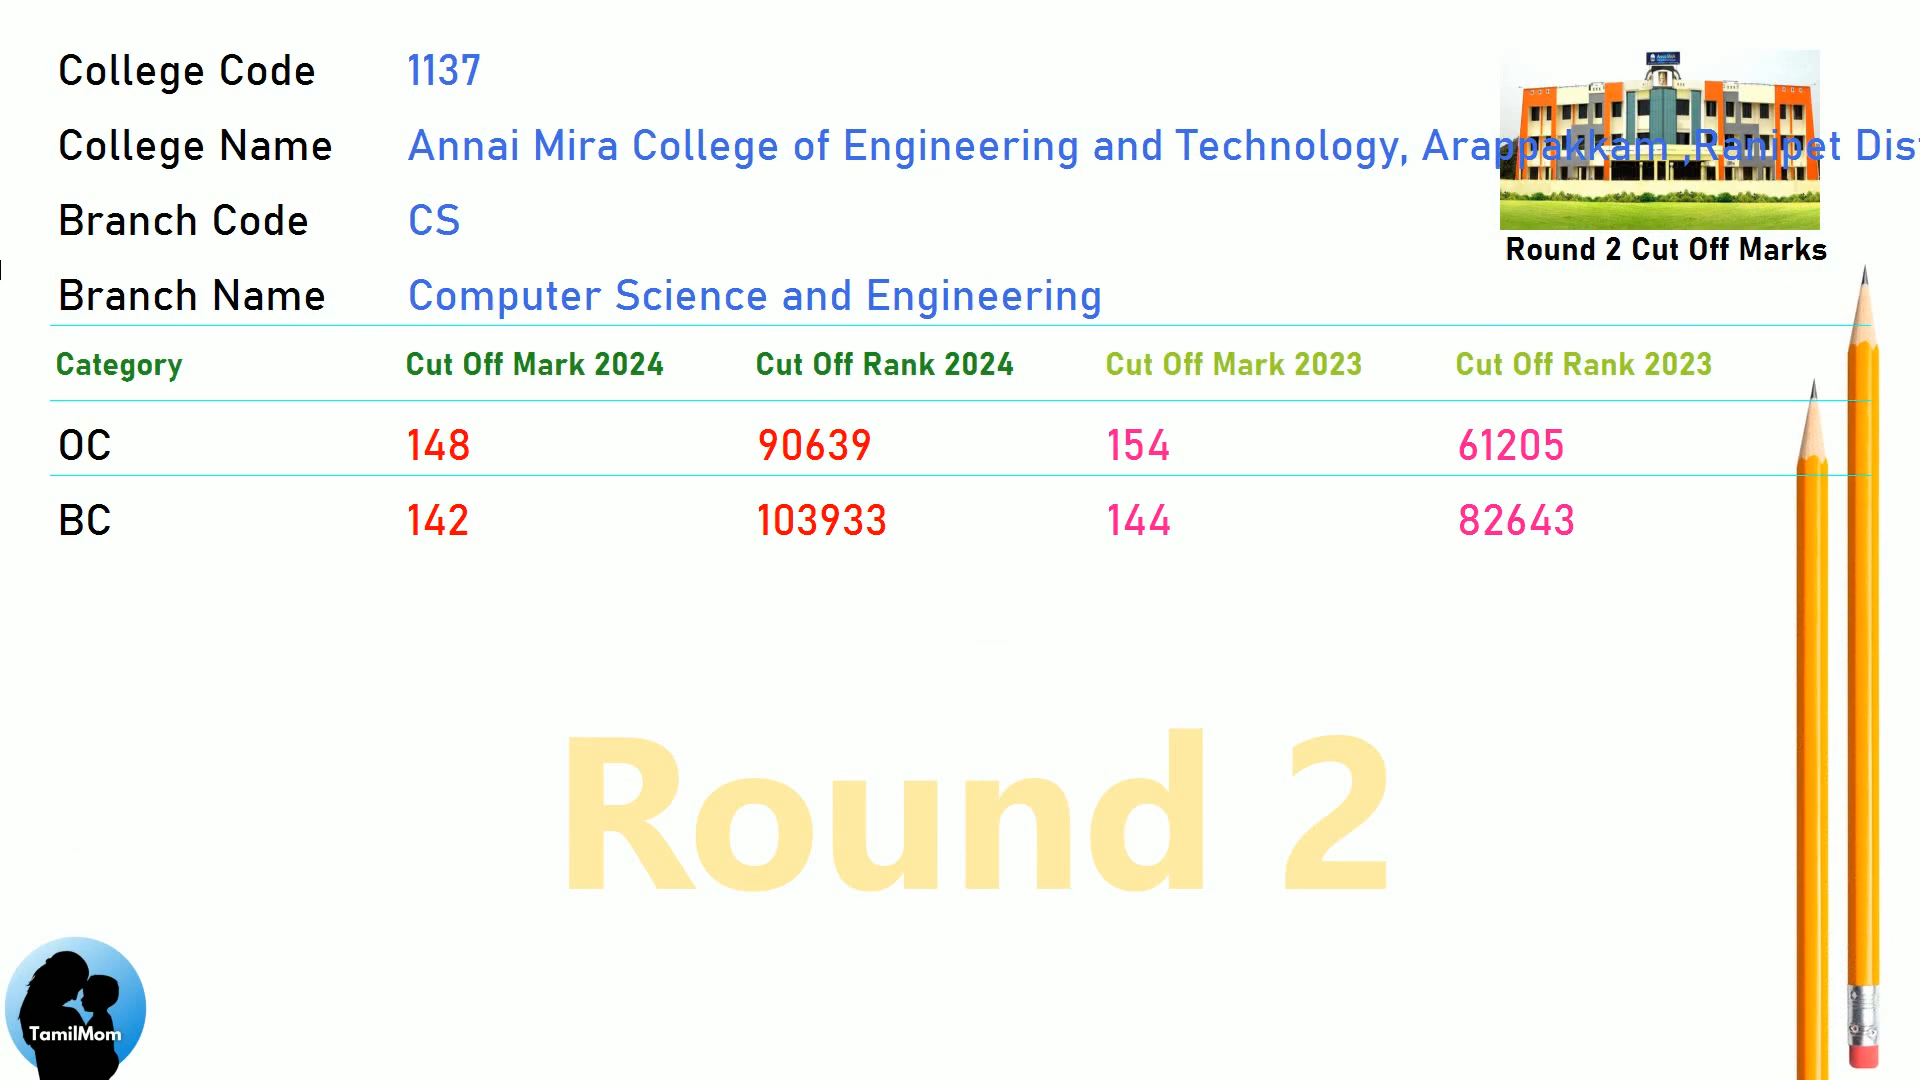 College Code 1137
College Name Annai Mira College of Engineering and Technology, Arappakkam ,Ranipet Dist
Branch Code CS
Round 2 Cut Off Marks
Branch Name Computer Science and Engineering
Category Cut Off Mark 2024 Cut Off Rank 2024 Cut Off Mark 2023 Cut Off Rank 2023
OC 148 90639 154 61205
BC 142 103933 144 82643
Round 2
TamilMom